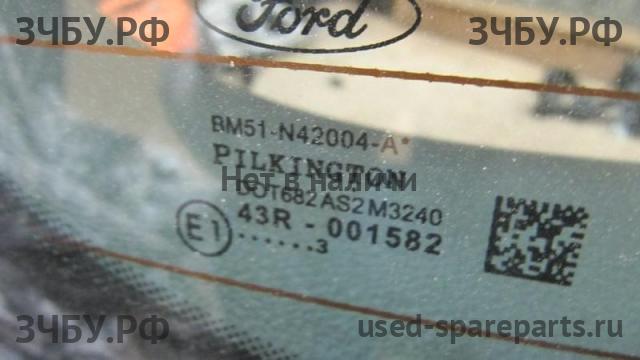 ЗЧБУ.РФ
Ford
ЗЧБУ.РФ
BM51-N42004-A*
PILKINGTON
Нет в наличии
DOT682 AS2 M3240
43R - 001582
E1
......3
ЗЧБУ.РФ
used-spareparts.ru